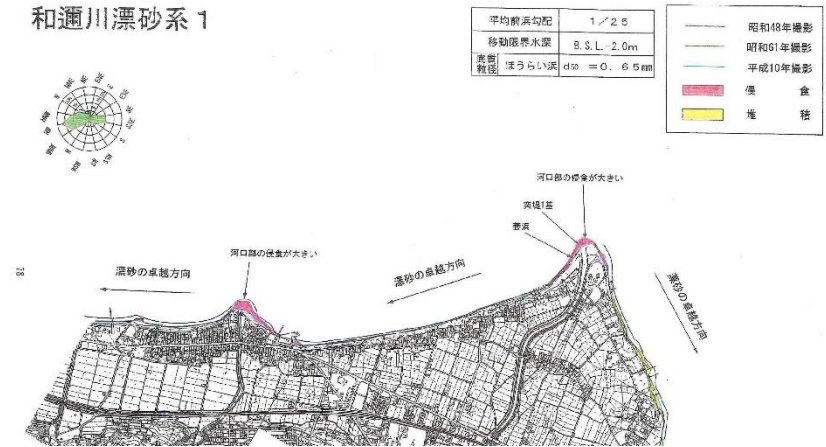 和邇川漂砂系1
平均前浜勾配 1/25
移動限界水深 B.S.L-2.0m
底質粒径 ほうらい浜 d50 =0.65mm
昭和48年撮影
昭和61年撮影
平成10年撮影
侵食
堆積
河口部の侵食が大きい
突堤1基
養浜
河口部の侵食が大きい
漂砂の卓越方向
漂砂の卓越方向
漂砂の卓越方向
78